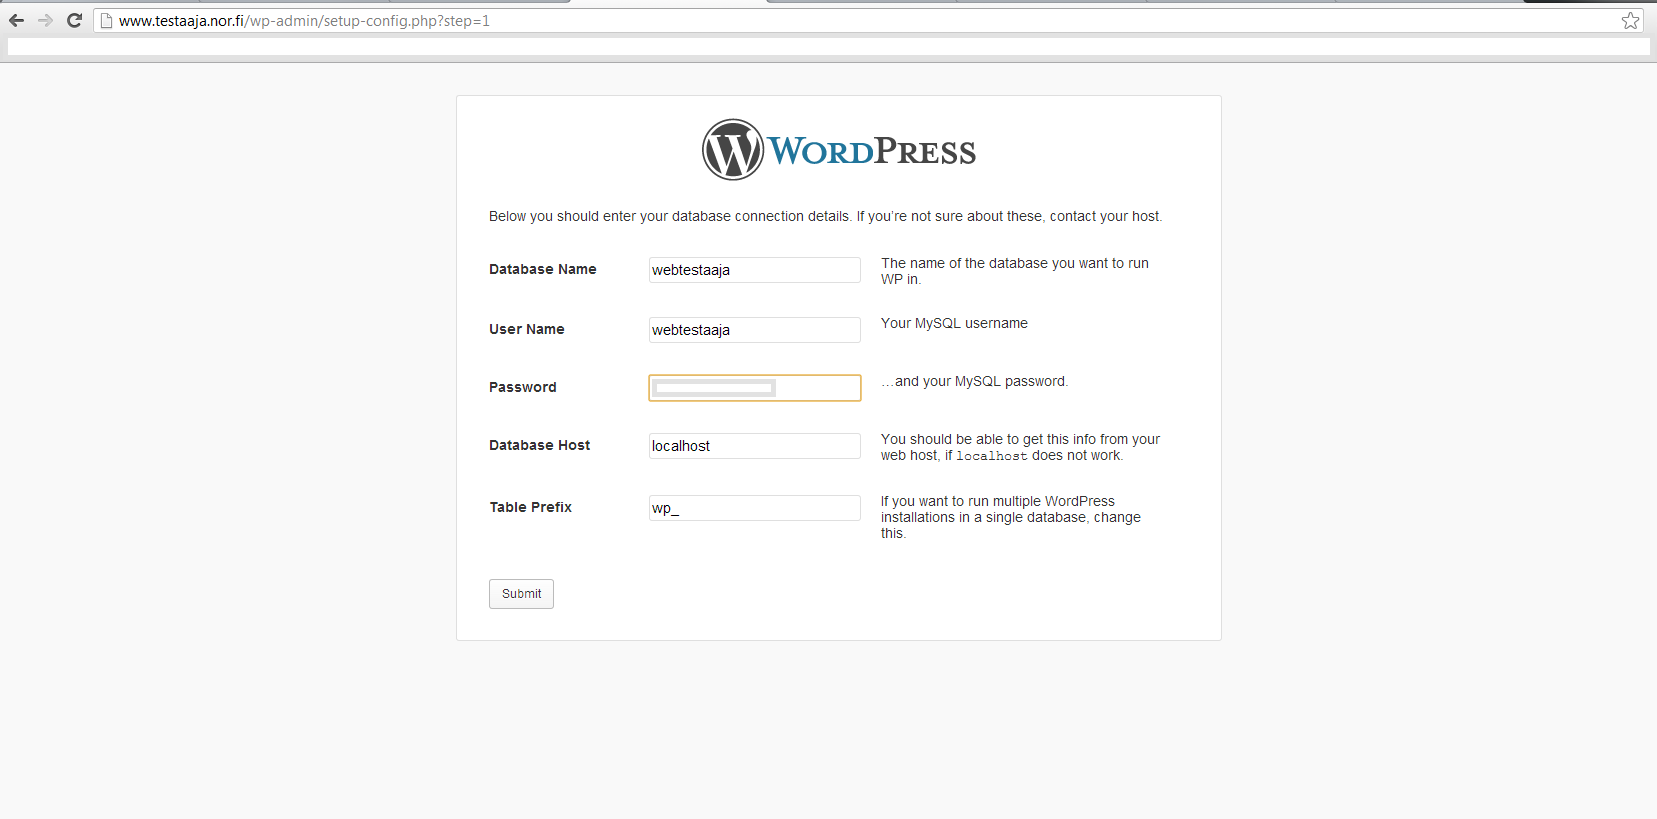 www.testaaja.nor.fi/wp-admin/setup-config.php?step=1
WORDPRESS
Below you should enter your database connection details. If you’re not sure about these, contact your host.
Database Name
webtestaaja
The name of the database you want to run
WP in.
User Name
webtestaaja
Your MySQL username
Password
…and your MySQL password.
Database Host
localhost
You should be able to get this info from your
web host, if localhost does not work.
Table Prefix
wp_
If you want to run multiple WordPress
installations in a single database, change
this.
Submit